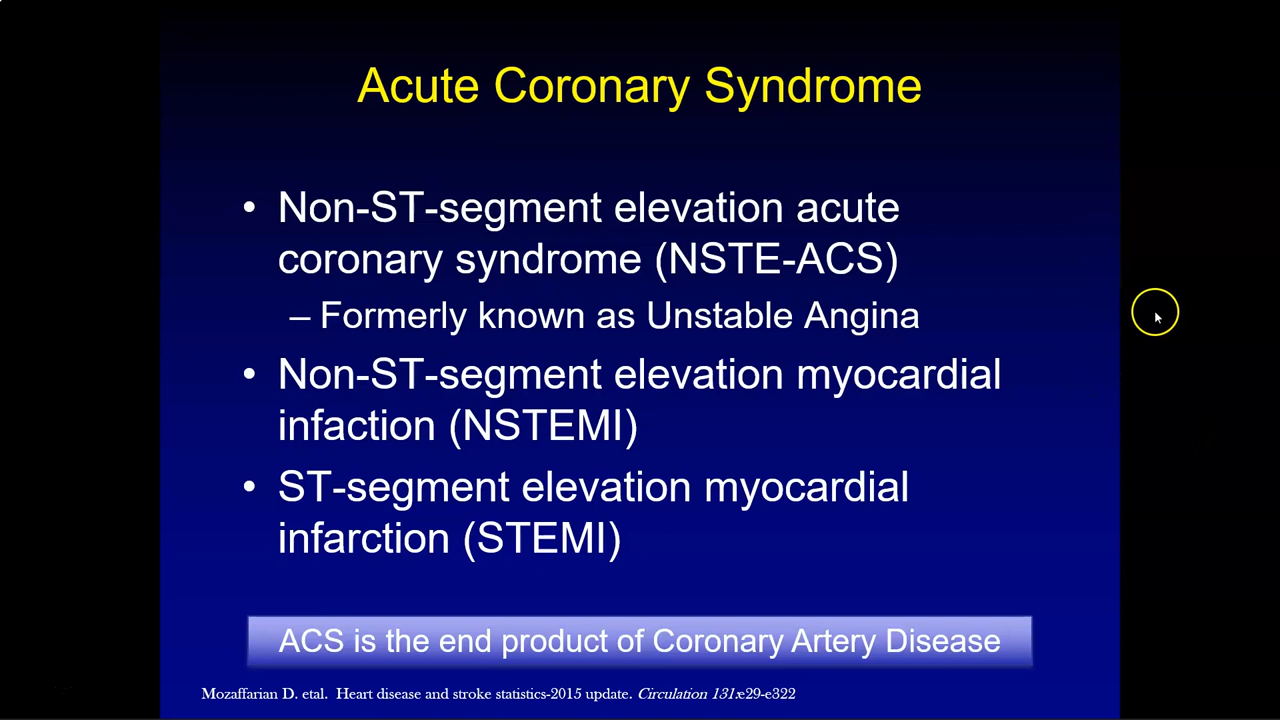 Acute Coronary Syndrome
• Non-ST-segment elevation acute
coronary syndrome (NSTE-ACS)
– Formerly known as Unstable Angina
• Non-ST-segment elevation myocardial
infaction (NSTEMI)
• ST-segment elevation myocardial
infarction (STEMI)
ACS is the end product of Coronary Artery Disease
Mozaffarian D. etal. Heart disease and stroke statistics-2015 update. Circulation 131:e29-e322